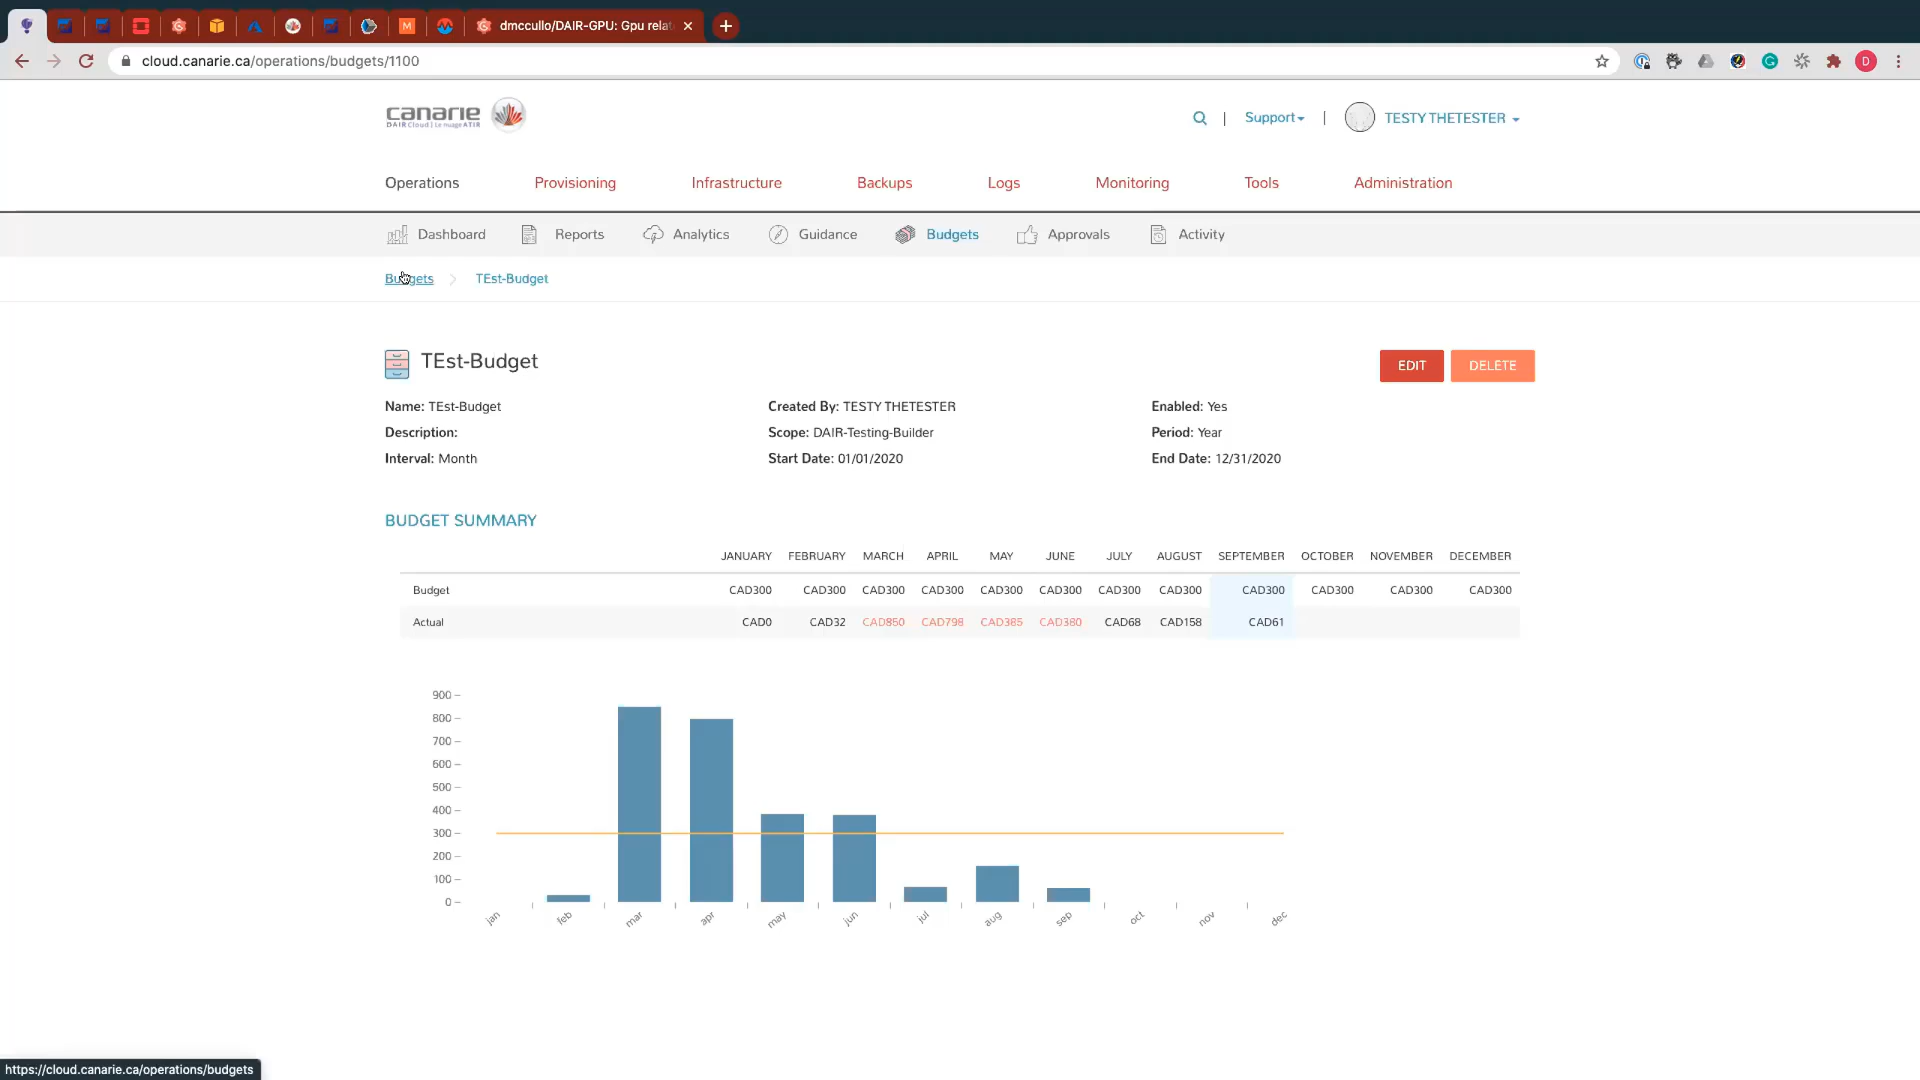 dmccullo/DAIR-GPU: Gpu rela
cloud.canarie.ca/operations/budgets/1100
canarie
DAIR Cloud | Le nuage ATIR
Support
TESTY THETESTER
Operations Provisioning Infrastructure Backups Logs Monitoring Tools Administration
Dashboard Reports Analytics Guidance Budgets Approvals Activity
Budgets TEst-Budget
TEst-Budget
EDIT DELETE
Name: TEst-Budget Created By: TESTY THETESTER Enabled: Yes
Description: Scope: DAIR-Testing-Builder Period: Year
Interval: Month Start Date: 01/01/2020 End Date: 12/31/2020
BUDGET SUMMARY
JANUARY FEBRUARY MARCH APRIL MAY JUNE JULY AUGUST SEPTEMBER OCTOBER NOVEMBER DECEMBER
Budget CAD300 CAD300 CAD300 CAD300 CAD300 CAD300 CAD300 CAD300 CAD300 CAD300 CAD300 CAD300
Actual CAD0 CAD32 CAD850 CAD798 CAD385 CAD380 CAD68 CAD158 CAD61
900
800
700
600
500
400
300
200
100
0
jan feb mar apr may jun jul aug sep oct nov dec
https://cloud.canarie.ca/operations/budgets